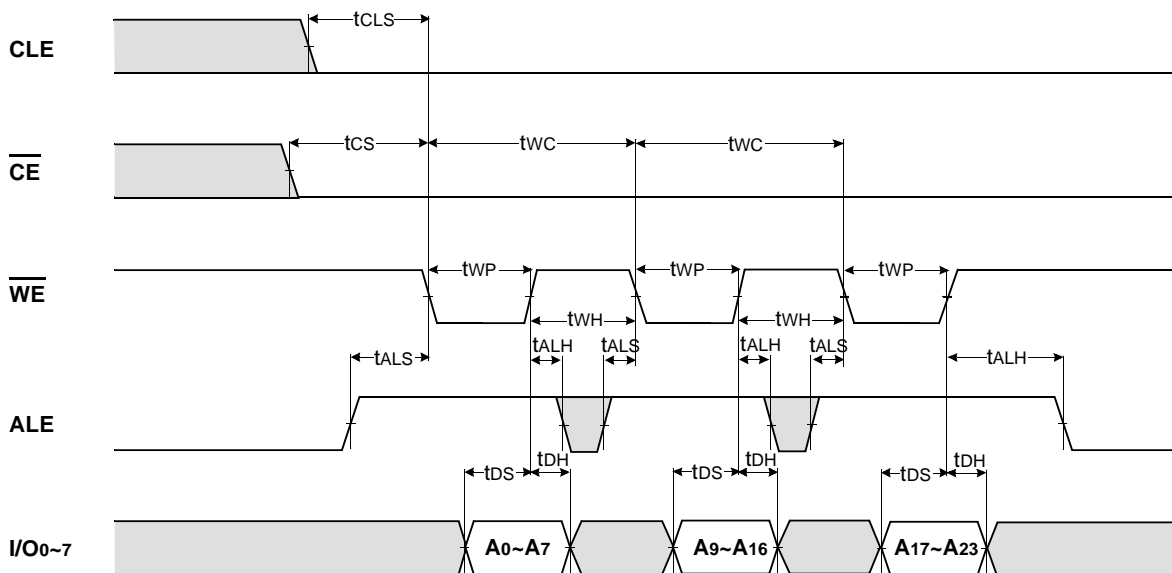 CLE
tCLS
CE
tCS
tWC
tWC
WE
tWP
tWP
tWP
tWH
tWH
tALS
tALH
tALS
tALH
tALS
tALH
ALE
tDS
tDH
tDS
tDH
tDS
tDH
I/O0~7
A0~A7
A9~A16
A17~A23